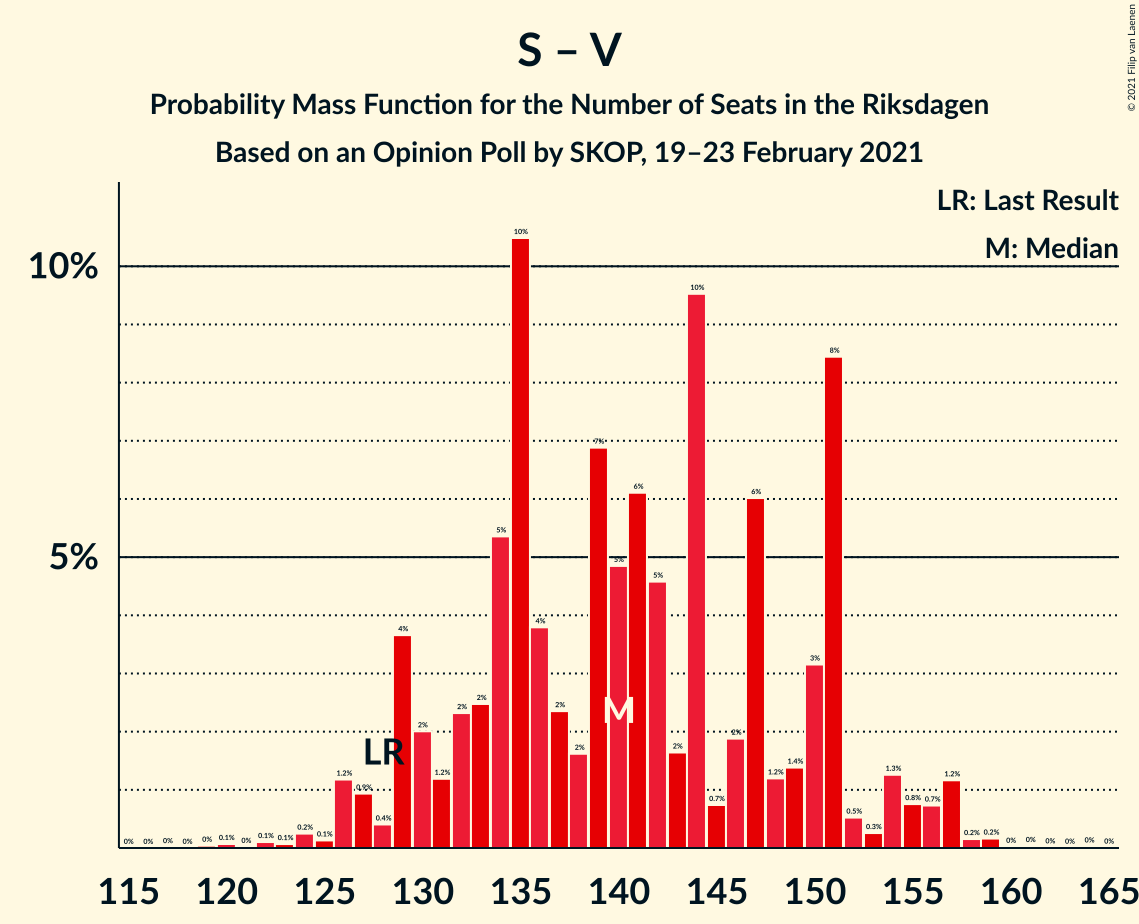 © 2021 Filip van Laenen
S – V
Probability Mass Function for the Number of Seats in the Riksdagen
Based on an Opinion Poll by SKOP, 19–23 February 2021
LR: Last Result
M: Median
10%
5%
0% 0% 0% 0% 0% 0.1% 0% 0.1% 0.1% 0.2% 0.1% 1.2% 0.9% 0.4% 4% 2% 1.2% 2% 2% 5% 10% 4% 2% 2% 7% 5% 6% 5% 2% 10% 0.7% 2% 6% 1.2% 1.4% 3% 8% 0.5% 0.3% 1.3% 0.8% 0.7% 1.2% 0.2% 0.2% 0% 0% 0% 0% 0% 0%
LR
M
115 120 125 130 135 140 145 150 155 160 165